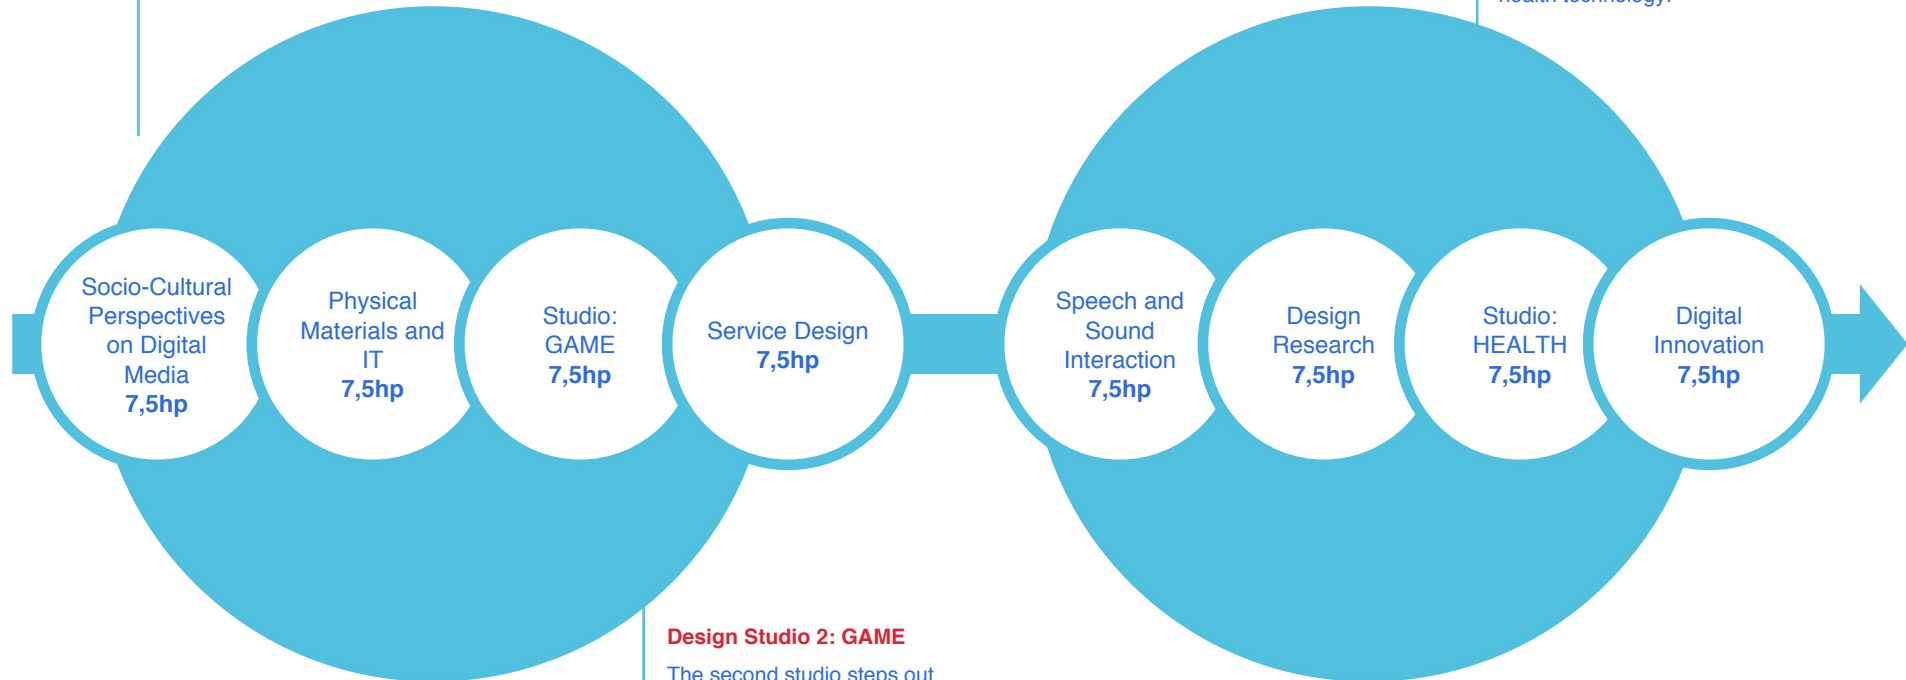 health technology.
Socio-Cultural
Perspectives
on Digital
Media
7,5hp
Physical
Materials and
IT
7,5hp
Studio:
GAME
7,5hp
Service Design
7,5hp
Speech and
Sound
Interaction
7,5hp
Design
Research
7,5hp
Studio:
HEALTH
7,5hp
Digital
Innovation
7,5hp
Design Studio 2: GAME
The second studio steps out